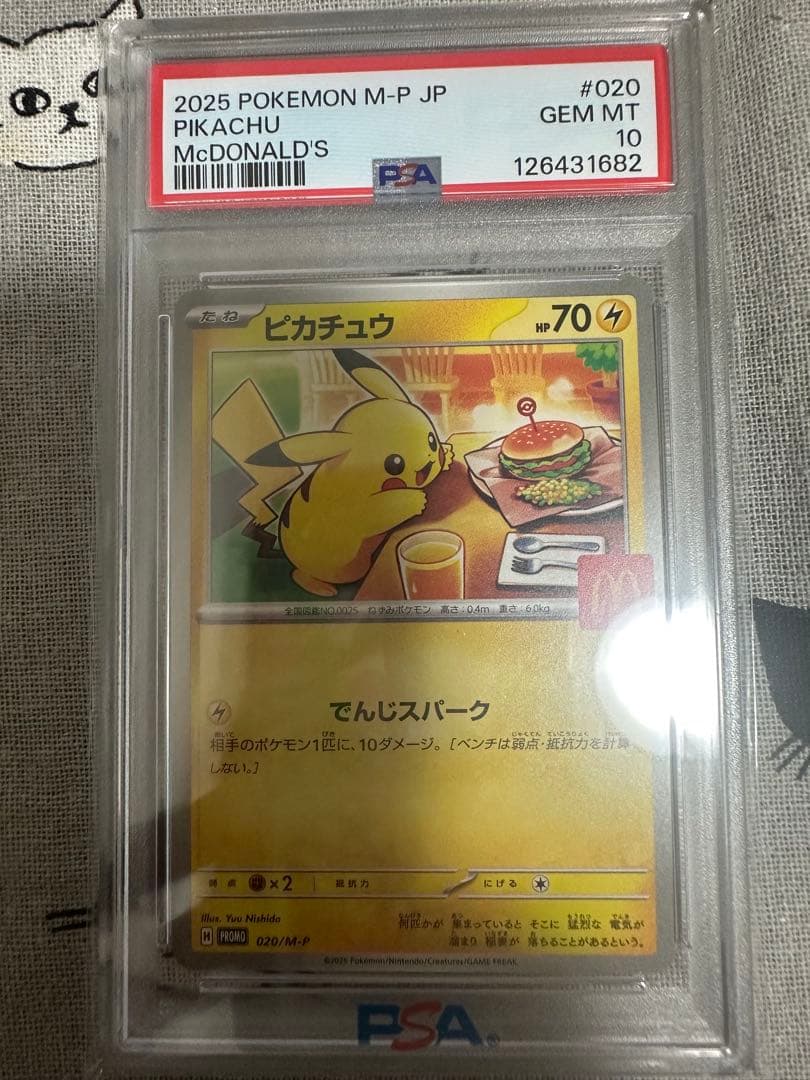 2025 POKEMON M-P JP
#020
PIKACHU
GEM MT
McDONALD'S
10
PSA
126431682
たね
ピカチュウ
HP70
全国図鑑NO.0025 ねずみポケモン 高さ:0.4m 重さ:6.0kg
でんじスパーク
相手のポケモン1匹に、10ダメージ。[ベンチは弱点・抵抗力を計算
しない。]
弱点 ×2 抵抗力 にげる
Illus. Yuu Nishida
何匹かが 集まっていると そこに 猛烈な 電気が
溜まり 稲妻が 落ちることがあるという。
H PROMO 020/M-P
©2025 Pokémon/Nintendo/Creatures/GAME FREAK
PSA®